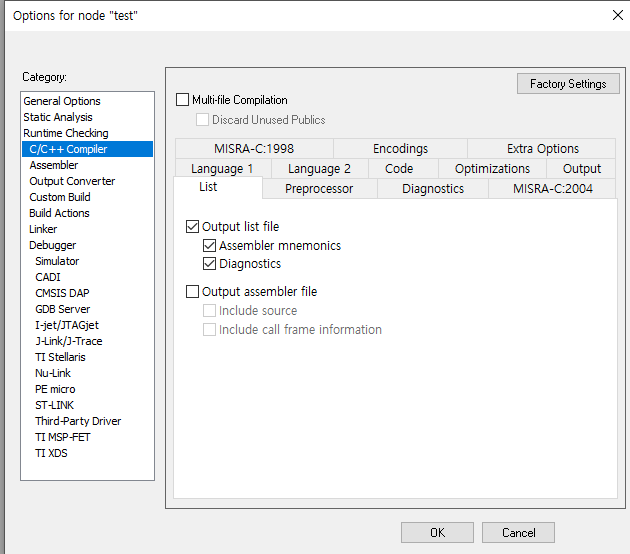 Options for node "test"
Category:
General Options
Static Analysis
Runtime Checking
C/C++ Compiler
Assembler
Output Converter
Custom Build
Build Actions
Linker
Debugger
Simulator
CADI
CMSIS DAP
GDB Server
I-jet/JTAGjet
J-Link/J-Trace
TI Stellaris
Nu-Link
PE micro
ST-LINK
Third-Party Driver
TI MSP-FET
TI XDS
Factory Settings
Multi-file Compilation
Discard Unused Publics
MISRA-C:1998 Encodings Extra Options
Language 1 Language 2 Code Optimizations Output
List Preprocessor Diagnostics MISRA-C:2004
Output list file
Assembler mnemonics
Diagnostics
Output assembler file
Include source
Include call frame information
OK Cancel